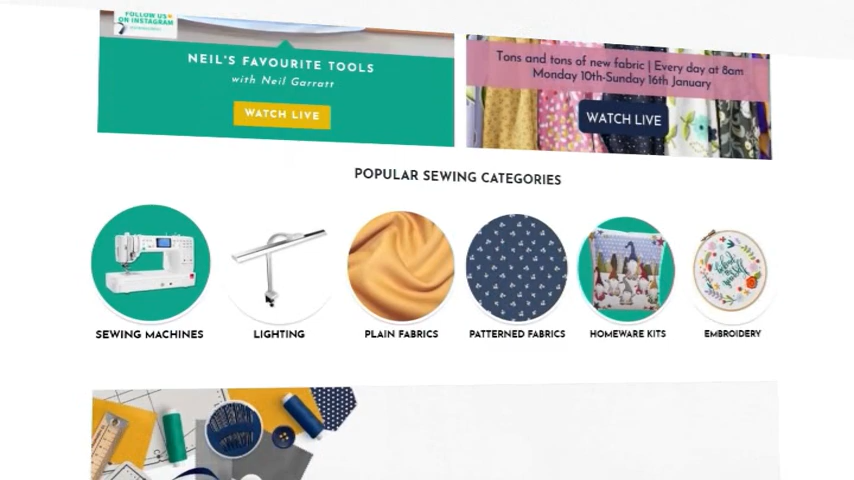 FOLLOW US
ON INSTAGRAM
NEIL'S FAVOURITE TOOLS
with Neil Garratt
WATCH LIVE
Tons and tons of new fabric | Every day at 8am
Monday 10th-Sunday 16th January
WATCH LIVE
POPULAR SEWING CATEGORIES
SEWING MACHINES
LIGHTING
PLAIN FABRICS
PATTERNED FABRICS
HOMEWARE KITS
EMBROIDERY